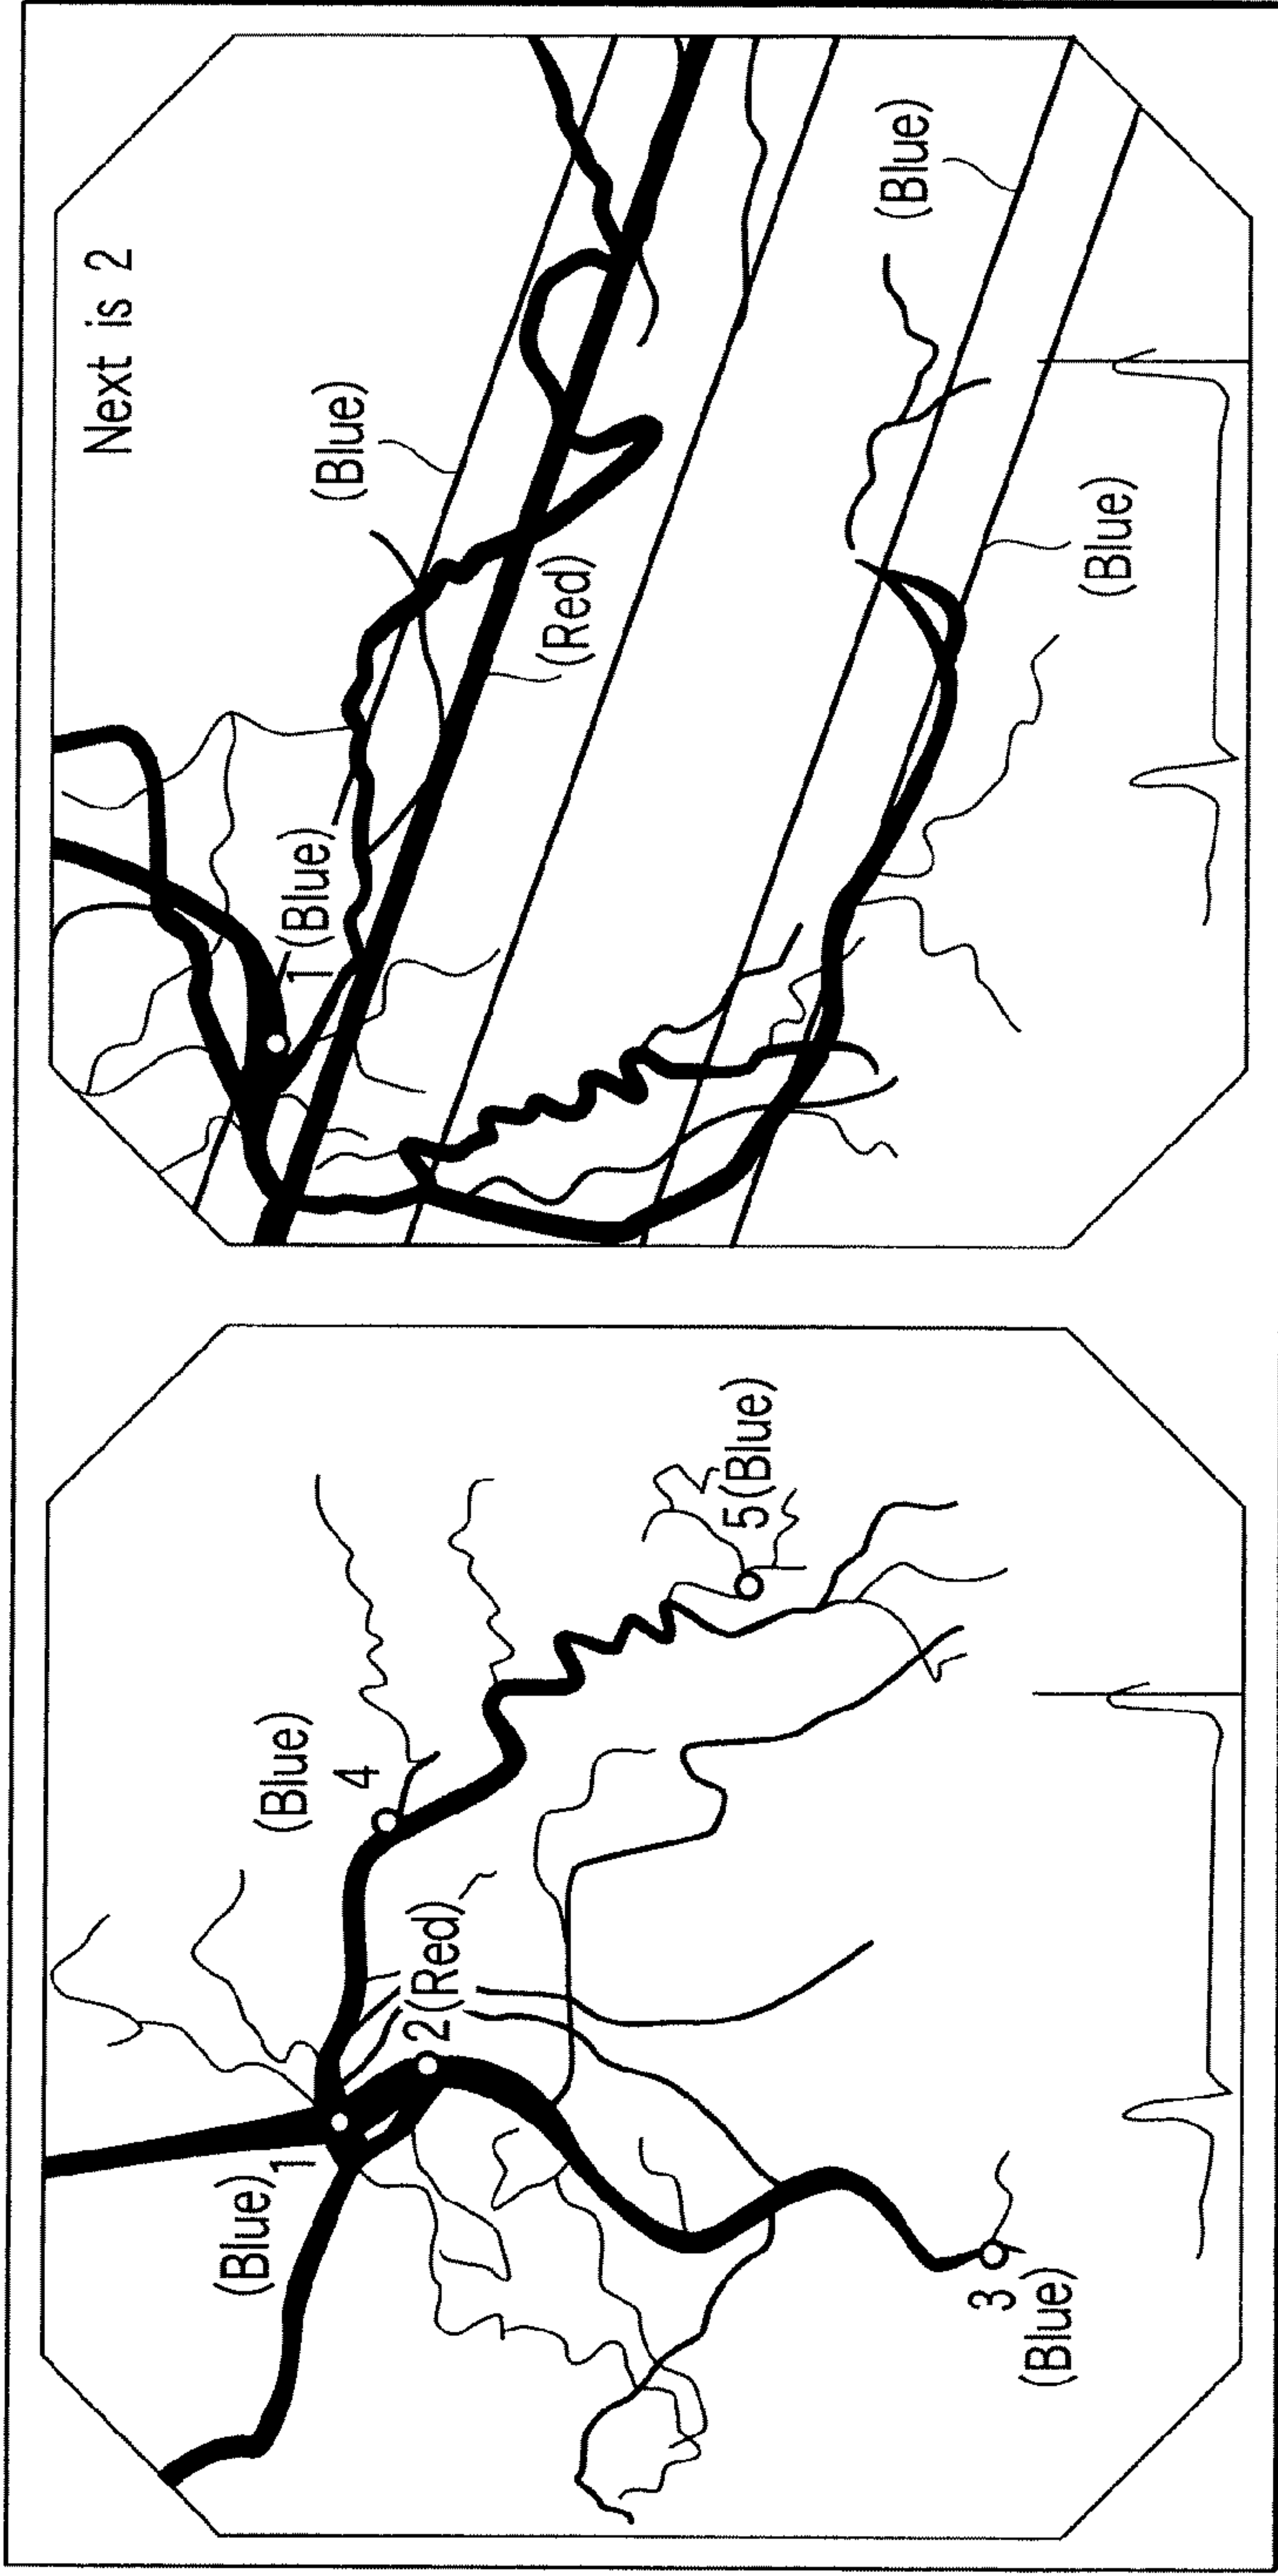 (Blue)
1
2 (Red)
(Blue)
4
5 (Blue)
3
(Blue)
Next is 2
1 (Blue)
(Blue)
(Red)
(Blue)
(Blue)